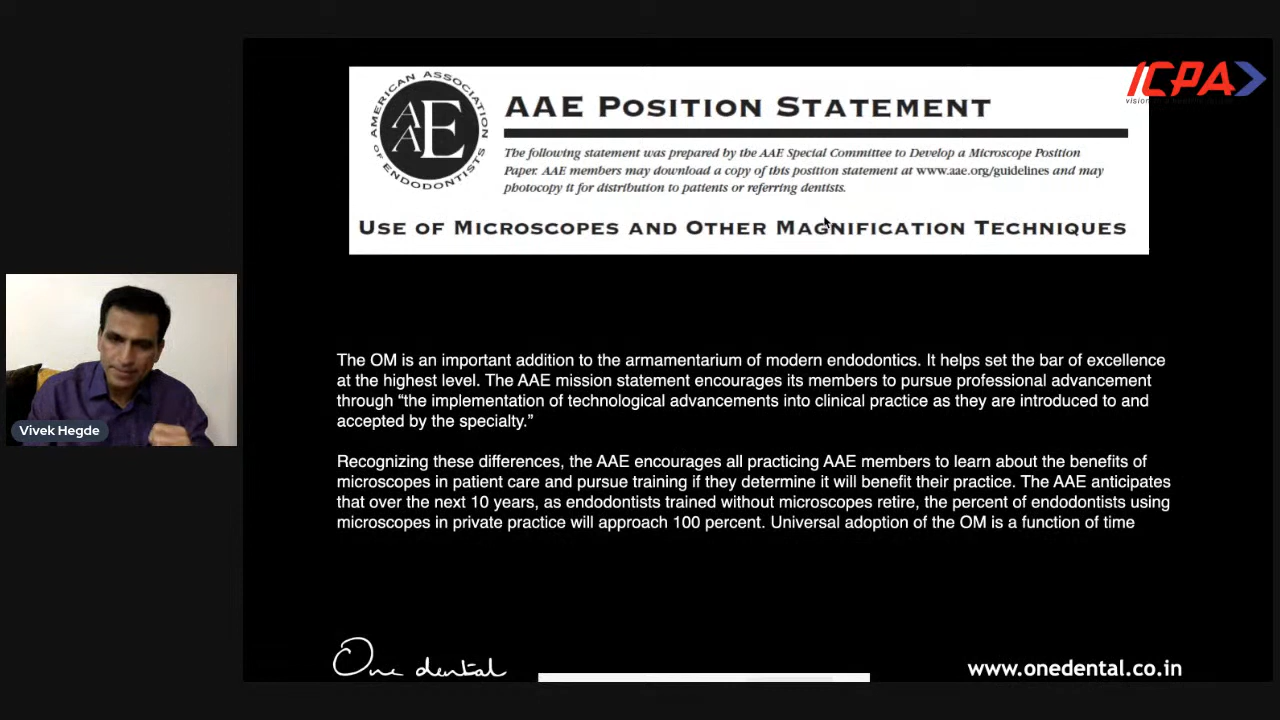 AMERICAN ASSOCIATION OF ENDODONTISTS
AAE
AAE POSITION STATEMENT
The following statement was prepared by the AAE Special Committee to Develop a Microscope Position
Paper. AAE members may download a copy of this position statement at www.aae.org/guidelines and may
photocopy it for distribution to patients or referring dentists.
USE OF MICROSCOPES AND OTHER MAGNIFICATION TECHNIQUES
ICPA
The OM is an important addition to the armamentarium of modern endodontics. It helps set the bar of excellence
at the highest level. The AAE mission statement encourages its members to pursue professional advancement
through “the implementation of technological advancements into clinical practice as they are introduced to and
accepted by the specialty.”
Vivek Hegde
Recognizing these differences, the AAE encourages all practicing AAE members to learn about the benefits of
microscopes in patient care and pursue training if they determine it will benefit their practice. The AAE anticipates
that over the next 10 years, as endodontists trained without microscopes retire, the percent of endodontists using
microscopes in private practice will approach 100 percent. Universal adoption of the OM is a function of time
One dental
www.onedental.co.in